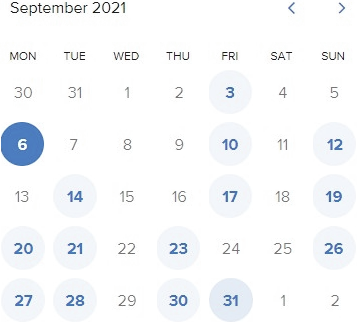 September 2021
MON TUE WED THU FRI SAT SUN
30 31 1 2 3 4 5
6 7 8 9 10 11 12
13 14 15 16 17 18 19
20 21 22 23 24 25 26
27 28 29 30 31 1 2